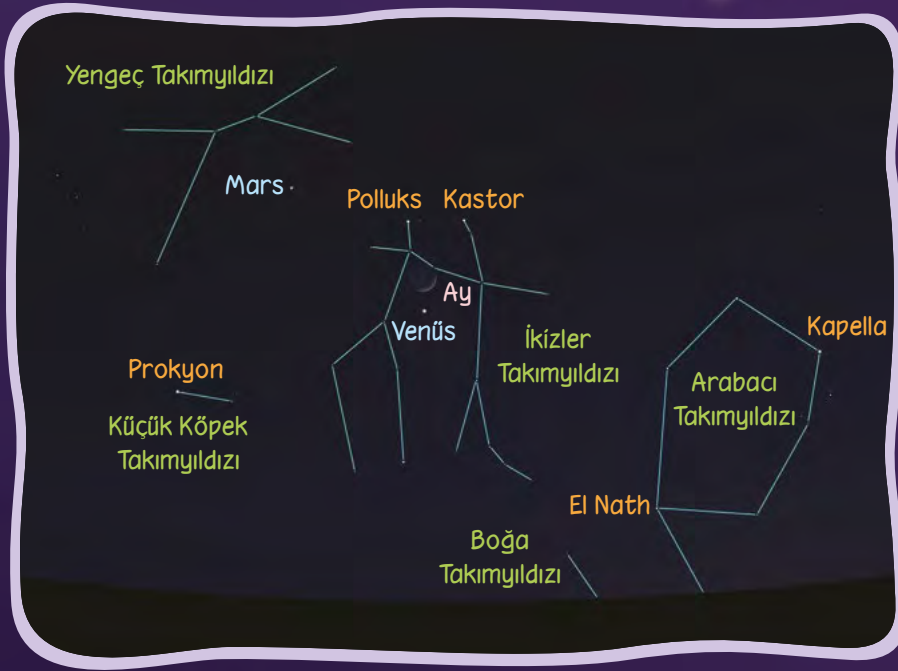 Yengeç Takımyıldızı
Mars
Polluks
Kastor
Ay
Venüs
İkizler
Takımyıldızı
Kapella
Prokyon
Arabacı
Takımyıldızı
Küçük Köpek
Takımyıldızı
El Nath
Boğa
Takımyıldızı